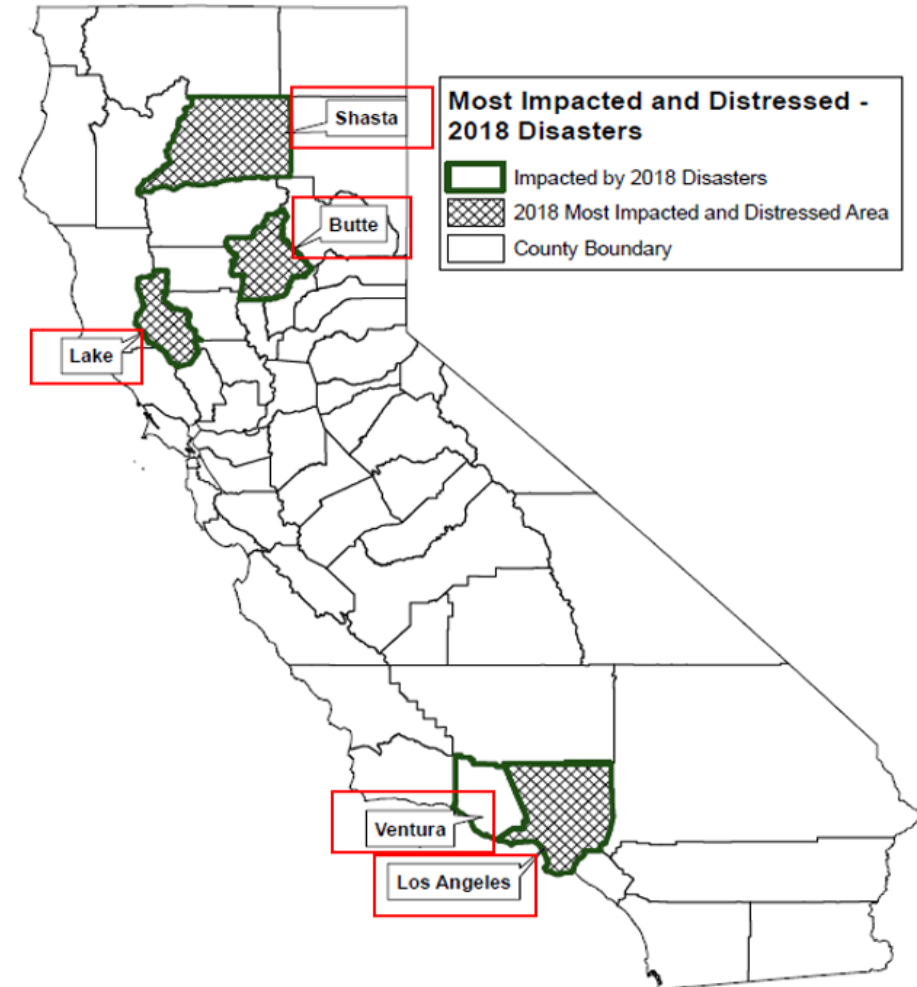 Most Impacted and Distressed -
2018 Disasters
Impacted by 2018 Disasters
2018 Most Impacted and Distressed Area
County Boundary
Shasta
Butte
Lake
Ventura
Los Angeles